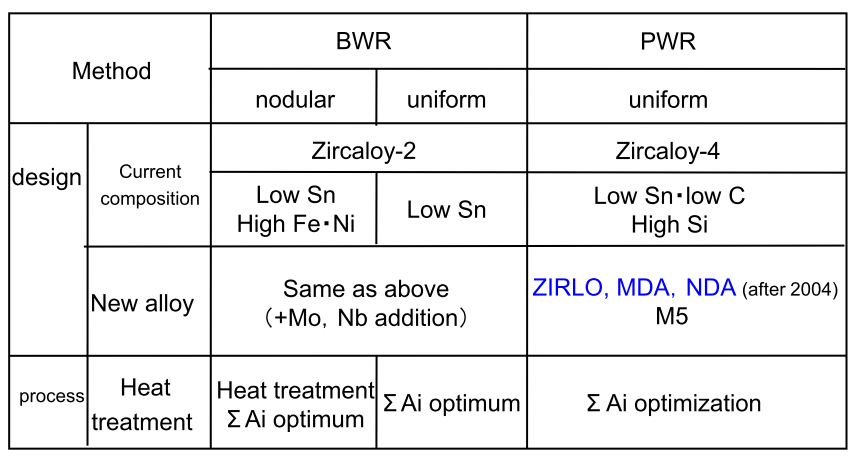 Method
BWR
PWR
nodular
uniform
uniform
design
Current
composition
Zircaloy-2
Zircaloy-4
Low Sn
High Fe・Ni
Low Sn
Low Sn・low C
High Si
New alloy
Same as above
(+Mo, Nb addition)
ZIRLO, MDA, NDA (after 2004)
M5
process
Heat
treatment
Heat treatment
ΣAi optimum
ΣAi optimum
Σ Ai optimization